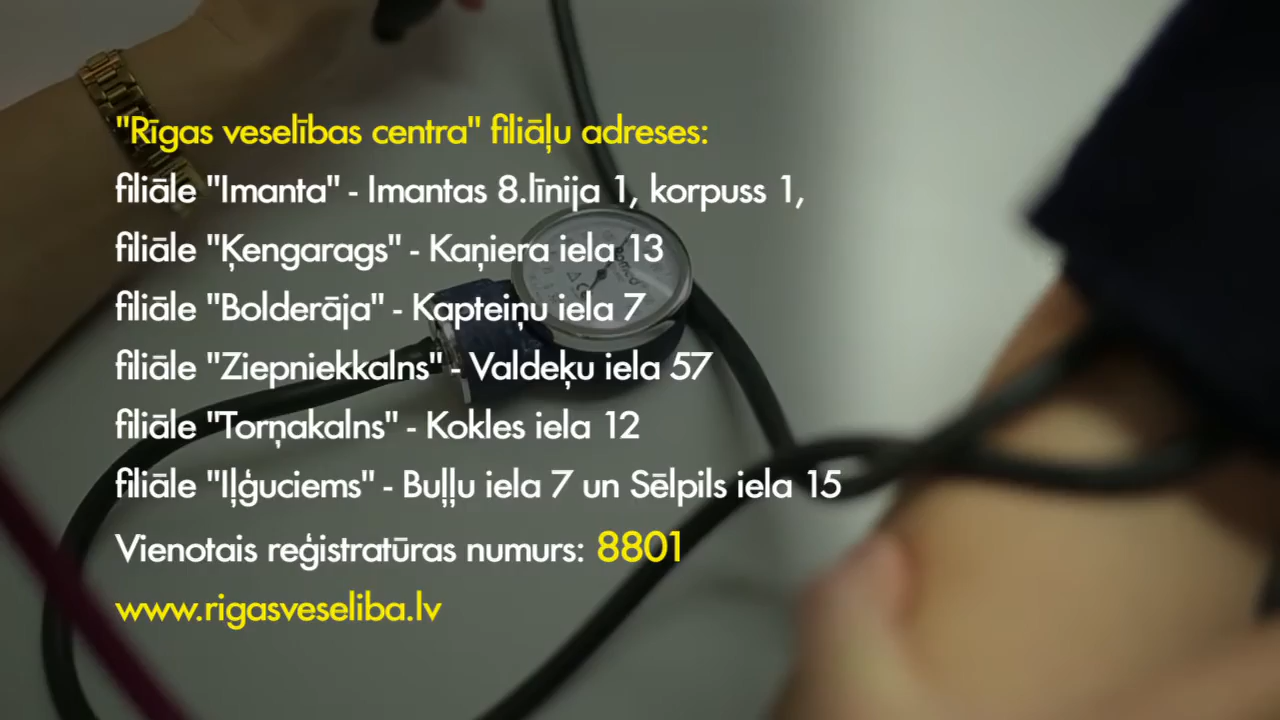 "Rīgas veselības centra" filiāļu adreses:
filiāle "Imanta" - Imantas 8.līnija 1, korpuss 1,
filiāle "Ķengarags" - Kaņiera iela 13
filiāle "Bolderāja" - Kapteiņu iela 7
filiāle "Ziepniekkalns" - Valdeķu iela 57
filiāle "Torņakalns" - Kokles iela 12
filiāle "Iļģuciems" - Buļļu iela 7 un Sēlpils iela 15
Vienotais reģistratūras numurs: 8801
www.rigasveseliba.lv